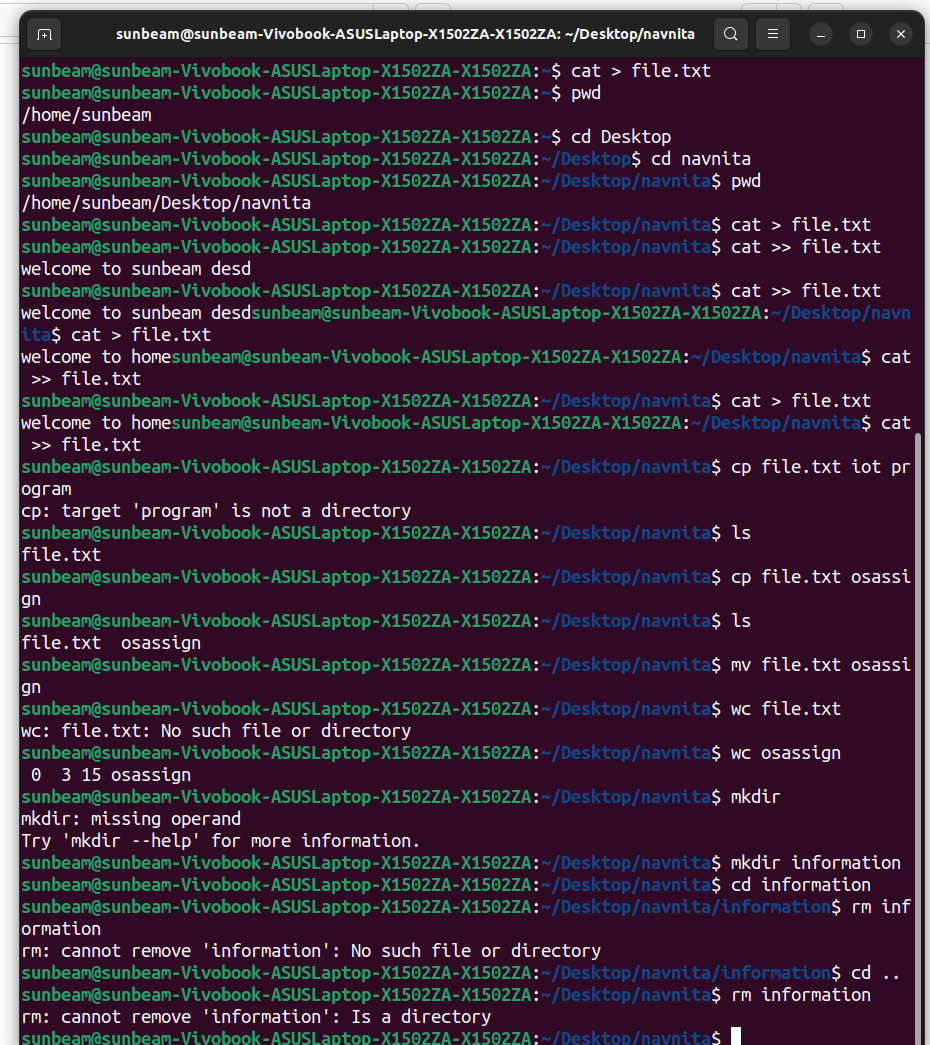 sunbeam@sunbeam-Vivobook-ASUSLaptop-X1502ZA-X1502ZA: ~/Desktop/navnita
sunbeam@sunbeam-Vivobook-ASUSLaptop-X1502ZA-X1502ZA:~$ cat > file.txt
sunbeam@sunbeam-Vivobook-ASUSLaptop-X1502ZA-X1502ZA:~$ pwd
/home/sunbeam
sunbeam@sunbeam-Vivobook-ASUSLaptop-X1502ZA-X1502ZA:~$ cd Desktop
sunbeam@sunbeam-Vivobook-ASUSLaptop-X1502ZA-X1502ZA:~/Desktop$ cd navnita
sunbeam@sunbeam-Vivobook-ASUSLaptop-X1502ZA-X1502ZA:~/Desktop/navnita$ pwd
/home/sunbeam/Desktop/navnita
sunbeam@sunbeam-Vivobook-ASUSLaptop-X1502ZA-X1502ZA:~/Desktop/navnita$ cat > file.txt
sunbeam@sunbeam-Vivobook-ASUSLaptop-X1502ZA-X1502ZA:~/Desktop/navnita$ cat >> file.txt
welcome to sunbeam desd
sunbeam@sunbeam-Vivobook-ASUSLaptop-X1502ZA-X1502ZA:~/Desktop/navnita$ cat >> file.txt
welcome to sunbeam desdsunbeam@sunbeam-Vivobook-ASUSLaptop-X1502ZA-X1502ZA:~/Desktop/navn
ita$ cat > file.txt
welcome to homesunbeam@sunbeam-Vivobook-ASUSLaptop-X1502ZA-X1502ZA:~/Desktop/navnita$ cat
 >> file.txt
sunbeam@sunbeam-Vivobook-ASUSLaptop-X1502ZA-X1502ZA:~/Desktop/navnita$ cat > file.txt
welcome to homesunbeam@sunbeam-Vivobook-ASUSLaptop-X1502ZA-X1502ZA:~/Desktop/navnita$ cat
 >> file.txt
sunbeam@sunbeam-Vivobook-ASUSLaptop-X1502ZA-X1502ZA:~/Desktop/navnita$ cp file.txt iot pr
ogram
cp: target 'program' is not a directory
sunbeam@sunbeam-Vivobook-ASUSLaptop-X1502ZA-X1502ZA:~/Desktop/navnita$ ls
file.txt
sunbeam@sunbeam-Vivobook-ASUSLaptop-X1502ZA-X1502ZA:~/Desktop/navnita$ cp file.txt osassi
gn
sunbeam@sunbeam-Vivobook-ASUSLaptop-X1502ZA-X1502ZA:~/Desktop/navnita$ ls
file.txt  osassign
sunbeam@sunbeam-Vivobook-ASUSLaptop-X1502ZA-X1502ZA:~/Desktop/navnita$ mv file.txt osassi
gn
sunbeam@sunbeam-Vivobook-ASUSLaptop-X1502ZA-X1502ZA:~/Desktop/navnita$ wc file.txt
wc: file.txt: No such file or directory
sunbeam@sunbeam-Vivobook-ASUSLaptop-X1502ZA-X1502ZA:~/Desktop/navnita$ wc osassign
 0  3 15 osassign
sunbeam@sunbeam-Vivobook-ASUSLaptop-X1502ZA-X1502ZA:~/Desktop/navnita$ mkdir
mkdir: missing operand
Try 'mkdir --help' for more information.
sunbeam@sunbeam-Vivobook-ASUSLaptop-X1502ZA-X1502ZA:~/Desktop/navnita$ mkdir information
sunbeam@sunbeam-Vivobook-ASUSLaptop-X1502ZA-X1502ZA:~/Desktop/navnita$ cd information
sunbeam@sunbeam-Vivobook-ASUSLaptop-X1502ZA-X1502ZA:~/Desktop/navnita/information$ rm inf
ormation
rm: cannot remove 'information': No such file or directory
sunbeam@sunbeam-Vivobook-ASUSLaptop-X1502ZA-X1502ZA:~/Desktop/navnita/information$ cd ..
sunbeam@sunbeam-Vivobook-ASUSLaptop-X1502ZA-X1502ZA:~/Desktop/navnita$ rm information
rm: cannot remove 'information': Is a directory
sunbeam@sunbeam-Vivobook-ASUSLaptop-X1502ZA-X1502ZA:~/Desktop/navnita$